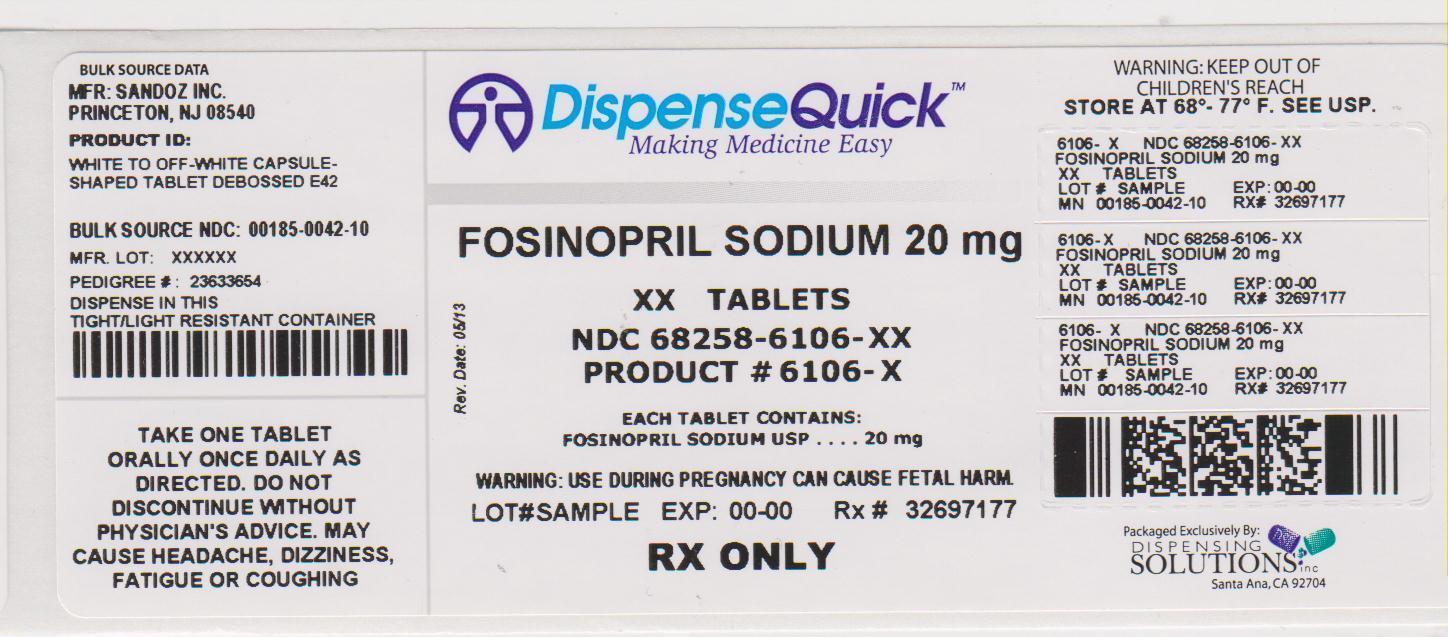 BULK SOURCE DATA
MFR: SANDOZ INC.
PRINCETON, NJ 08540
PRODUCT ID:
WHITE TO OFF-WHITE CAPSULE-
SHAPED TABLET DEBOSSED E42
BULK SOURCE NDC: 00185-0042-10
MFR. LOT: XXXXXX
PEDIGREE #: 23633654
DISPENSE IN THIS
TIGHT/LIGHT RESISTANT CONTAINER
TAKE ONE TABLET
ORALLY ONCE DAILY AS
DIRECTED. DO NOT
DISCONTINUE WITHOUT
PHYSICIAN'S ADVICE. MAY
CAUSE HEADACHE, DIZZINESS,
FATIGUE OR COUGHING
DispenseQuick™
Making Medicine Easy
FOSINOPRIL SODIUM 20 mg
XX TABLETS
NDC 68258-6106-XX
PRODUCT # 6106-X
Rev. Date: 05/13
EACH TABLET CONTAINS:
FOSINOPRIL SODIUM USP .... 20 mg
WARNING: USE DURING PREGNANCY CAN CAUSE FETAL HARM.
LOT#SAMPLE EXP: 00-00 Rx # 32697177
RX ONLY
WARNING: KEEP OUT OF
CHILDREN'S REACH
STORE AT 68°- 77° F. SEE USP.
6106- X NDC 68258-6106- XX
FOSINOPRIL SODIUM 20 mg
XX TABLETS
LOT # SAMPLE EXP: 00-00
MN 00185-0042-10 RX# 32697177
6106- X NDC 68258-6106- XX
FOSINOPRIL SODIUM 20 mg
XX TABLETS
LOT # SAMPLE EXP: 00-00
MN 00185-0042-10 RX# 32697177
6106- X NDC 68258-6106- XX
FOSINOPRIL SODIUM 20 mg
XX TABLETS
LOT # SAMPLE EXP: 00-00
MN 00185-0042-10 RX# 32697177
Packaged Exclusively By:
DISPENSING
SOLUTIONS inc
Santa Ana, CA 92704